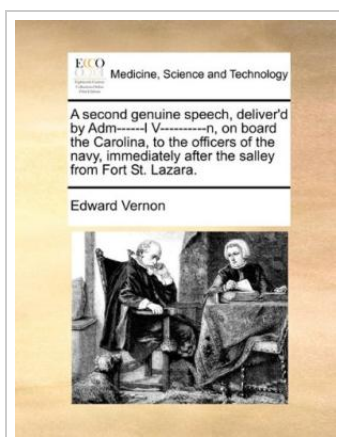 ECCO
Medicine, Science and Technology
A second genuine speech, deliver'd
by Adm------l V----------n, on board
the Carolina, to the officers of the
navy, immediately after the salley
from Fort St. Lazara.
Edward Vernon